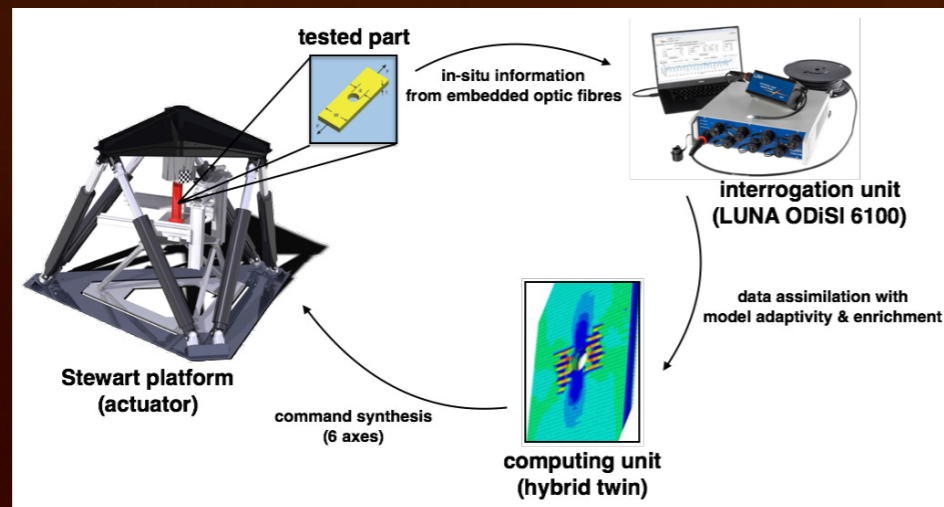 tested part
in-situ information
from embedded optic fibres
interrogation unit
(LUNA ODiSI 6100)
data assimilation with
model adaptivity & enrichment
Stewart platform
(actuator)
command synthesis
(6 axes)
computing unit
(hybrid twin)